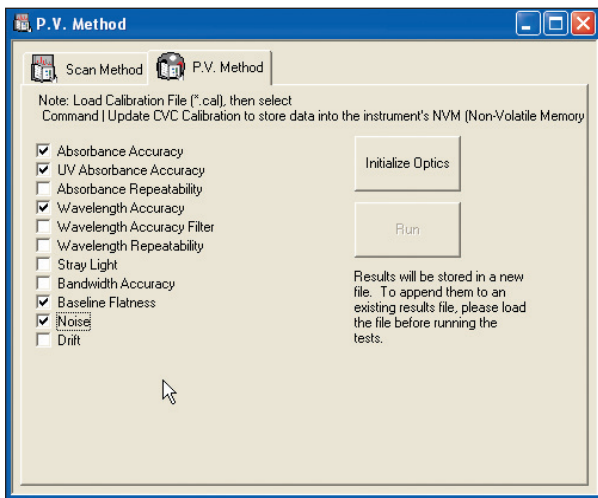 P.V. Method
Scan Method
P.V. Method
Note: Load Calibration File (*.cal), then select
Command | Update CVC Calibration to store data into the instrument's NVM (Non-Volatile Memory
Absorbance Accuracy
UV Absorbance Accuracy
Absorbance Repeatability
Wavelength Accuracy
Wavelength Accuracy Filter
Wavelength Repeatability
Stray Light
Bandwidth Accuracy
Baseline Flatness
Noise
Drift
Initialize Optics
Run
Results will be stored in a new
file. To append them to an
existing results file, please load
the file before running the
tests.